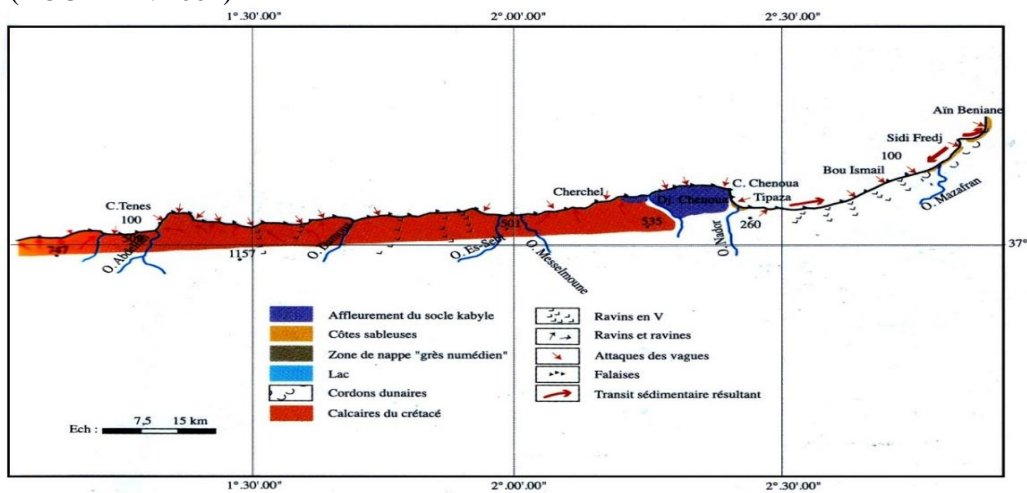 1°.30'.00"
2°.00'.00"
2°.30'.00"
Aïn Beniane
Sidi Fredj
100
Bou Ismail
O. Mazafran
C. Chenoua
Tipaza
Dj. Chenoua
Cherchel
C.Tenes
100
501
535
260
O. Nador
37°
747
1157
O. Es-Sebt
O. Messelmoune
Affleurement du socle kabyle
Côtes sableuses
Zone de nappe "grès numédien"
Lac
Cordons dunaires
Calcaires du crétacé
Ravins en V
Ravins et ravines
Attaques des vagues
Falaises
Transit sédimentaire résultant
Ech :
7,5 15 km
1°.30'.00"
2°.00'.00"
2°.30'.00"